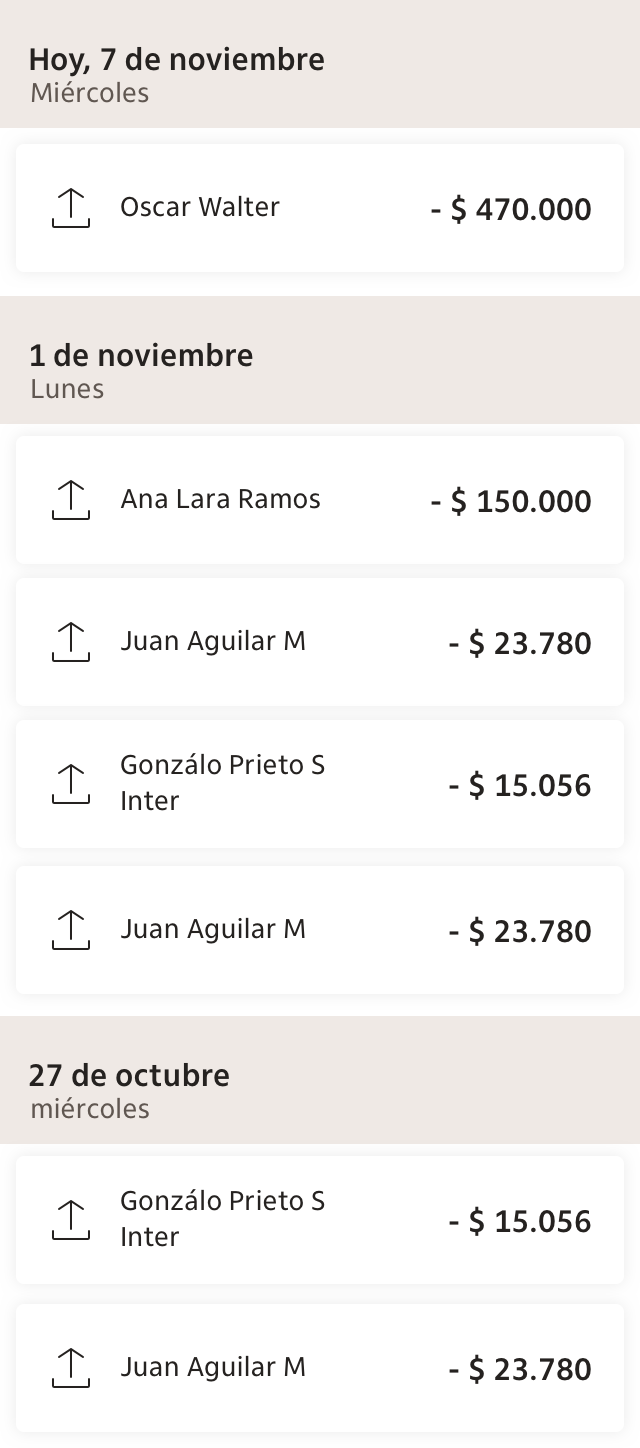 Hoy, 7 de noviembre
Miércoles
Oscar Walter
- $ 470.000
1 de noviembre
Lunes
Ana Lara Ramos
- $ 150.000
Juan Aguilar M
- $ 23.780
Gonzálo Prieto S
Inter
- $ 15.056
Juan Aguilar M
- $ 23.780
27 de octubre
miércoles
Gonzálo Prieto S
Inter
- $ 15.056
Juan Aguilar M
- $ 23.780